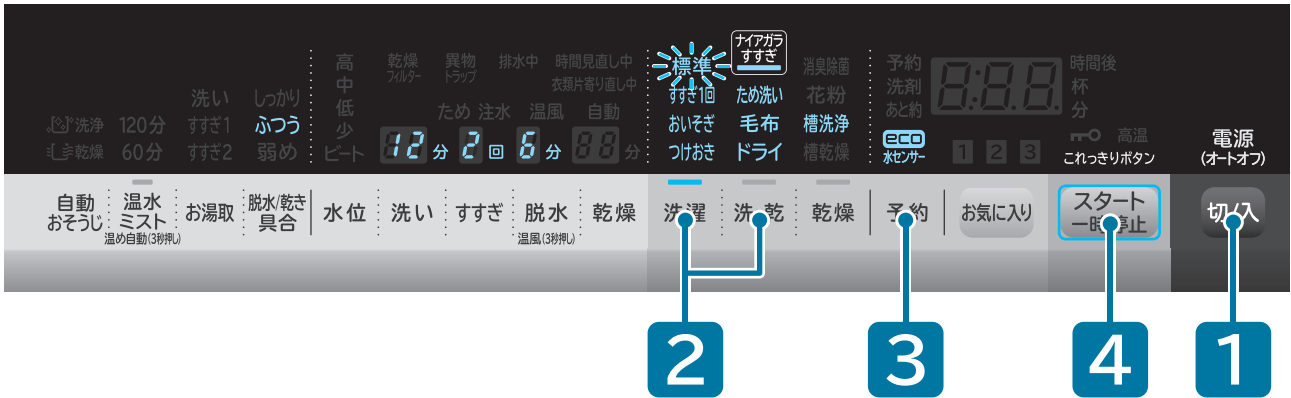 洗浄
乾燥
120分
60分
洗い
すすぎ1
すすぎ2
しっかり
ふつう
弱め
高
中
低
少
ビート
乾燥
フィルター
異物
トラップ
排水中
時間見直し中
衣類片寄り直し中
ため 注水 温風 自動
12分 2回 6分 88分
標準
すすぎ1回
おいそぎ
つけおき
ナイアガラ
すすぎ
ため洗い
毛布
ドライ
消臭除菌
花粉
槽洗浄
槽乾燥
予約
洗剤
あと約
eco
水センサー
8:88
時間後
杯
分
1 2 3
高温
これっきりボタン
電源
(オートオフ)
自動
おそうじ
温水
ミスト
温め自動(3秒押し)
お湯取
脱水/乾き
具合
水位
洗い
すすぎ
脱水
温風(3秒押し)
乾燥
洗濯
洗乾
乾燥
予約
お気に入り
スタート
一時停止
切/入
2
3
4
1